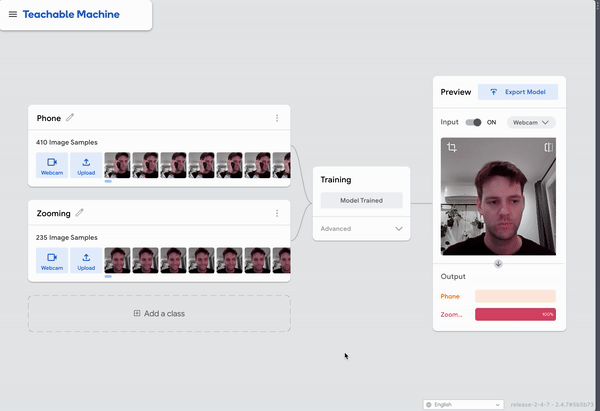 Teachable Machine
Phone
410 Image Samples
Webcam
Upload
Zooming
235 Image Samples
Webcam
Upload
Add a class
Training
Model Trained
Advanced
Preview
Export Model
Input
ON
Webcam
Output
Phone
Zoom...
100%
English
release-2-4-7 - 2.4.7#5b5b73